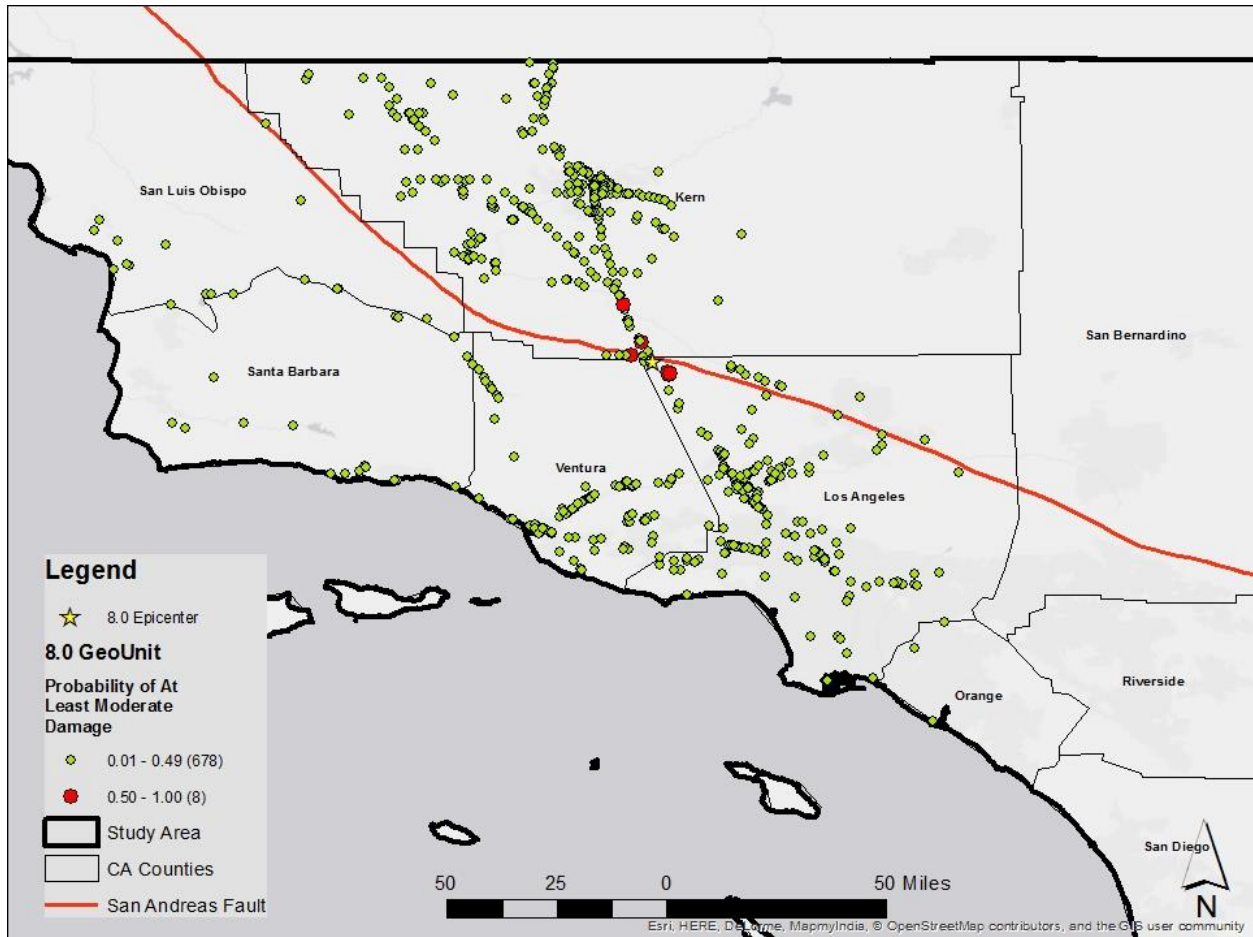 San Luis Obispo
Kern
San Bernardino
Santa Barbara
Ventura
Los Angeles
Orange
Riverside
San Diego
Legend
8.0 Epicenter
8.0 GeoUnit
Probability of At
Least Moderate
Damage
0.01 - 0.49 (678)
0.50 - 1.00 (8)
Study Area
CA Counties
San Andreas Fault
50 25 0 50 Miles
N
Esri, HERE, DeLorme, MapmyIndia, © OpenStreetMap contributors, and the GIS user community